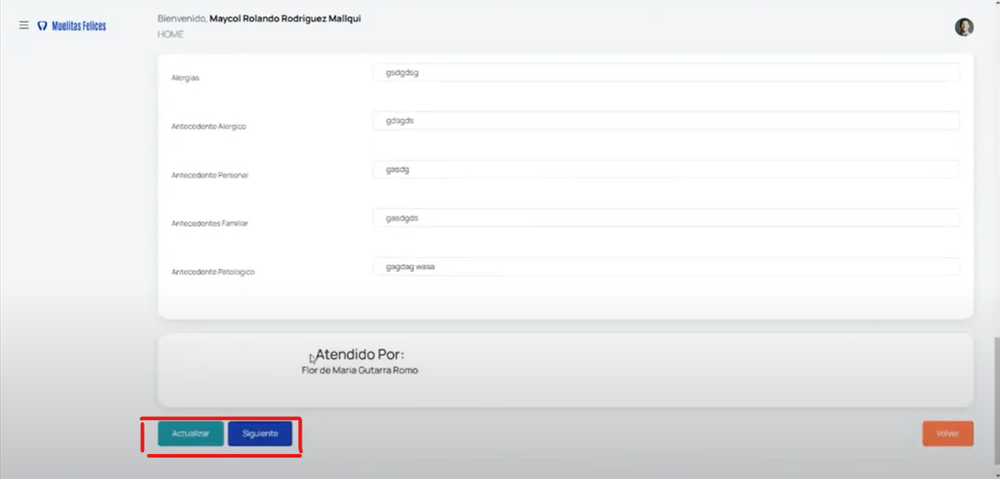 Muelitas Felices
Bienvenido, Maycol Rolando Rodriguez Mallqui
HOME
Alergias
gsdgdsg
Antecedente Alergico
gdsgds
Antecedente Personal
gasdg
Antecedentes Familiar
gasdgds
Antecedente Patologico
gagdag wasa
Atendido Por:
Flor de Maria Gutarra Romo
Actualizar
Siguiente
Volver